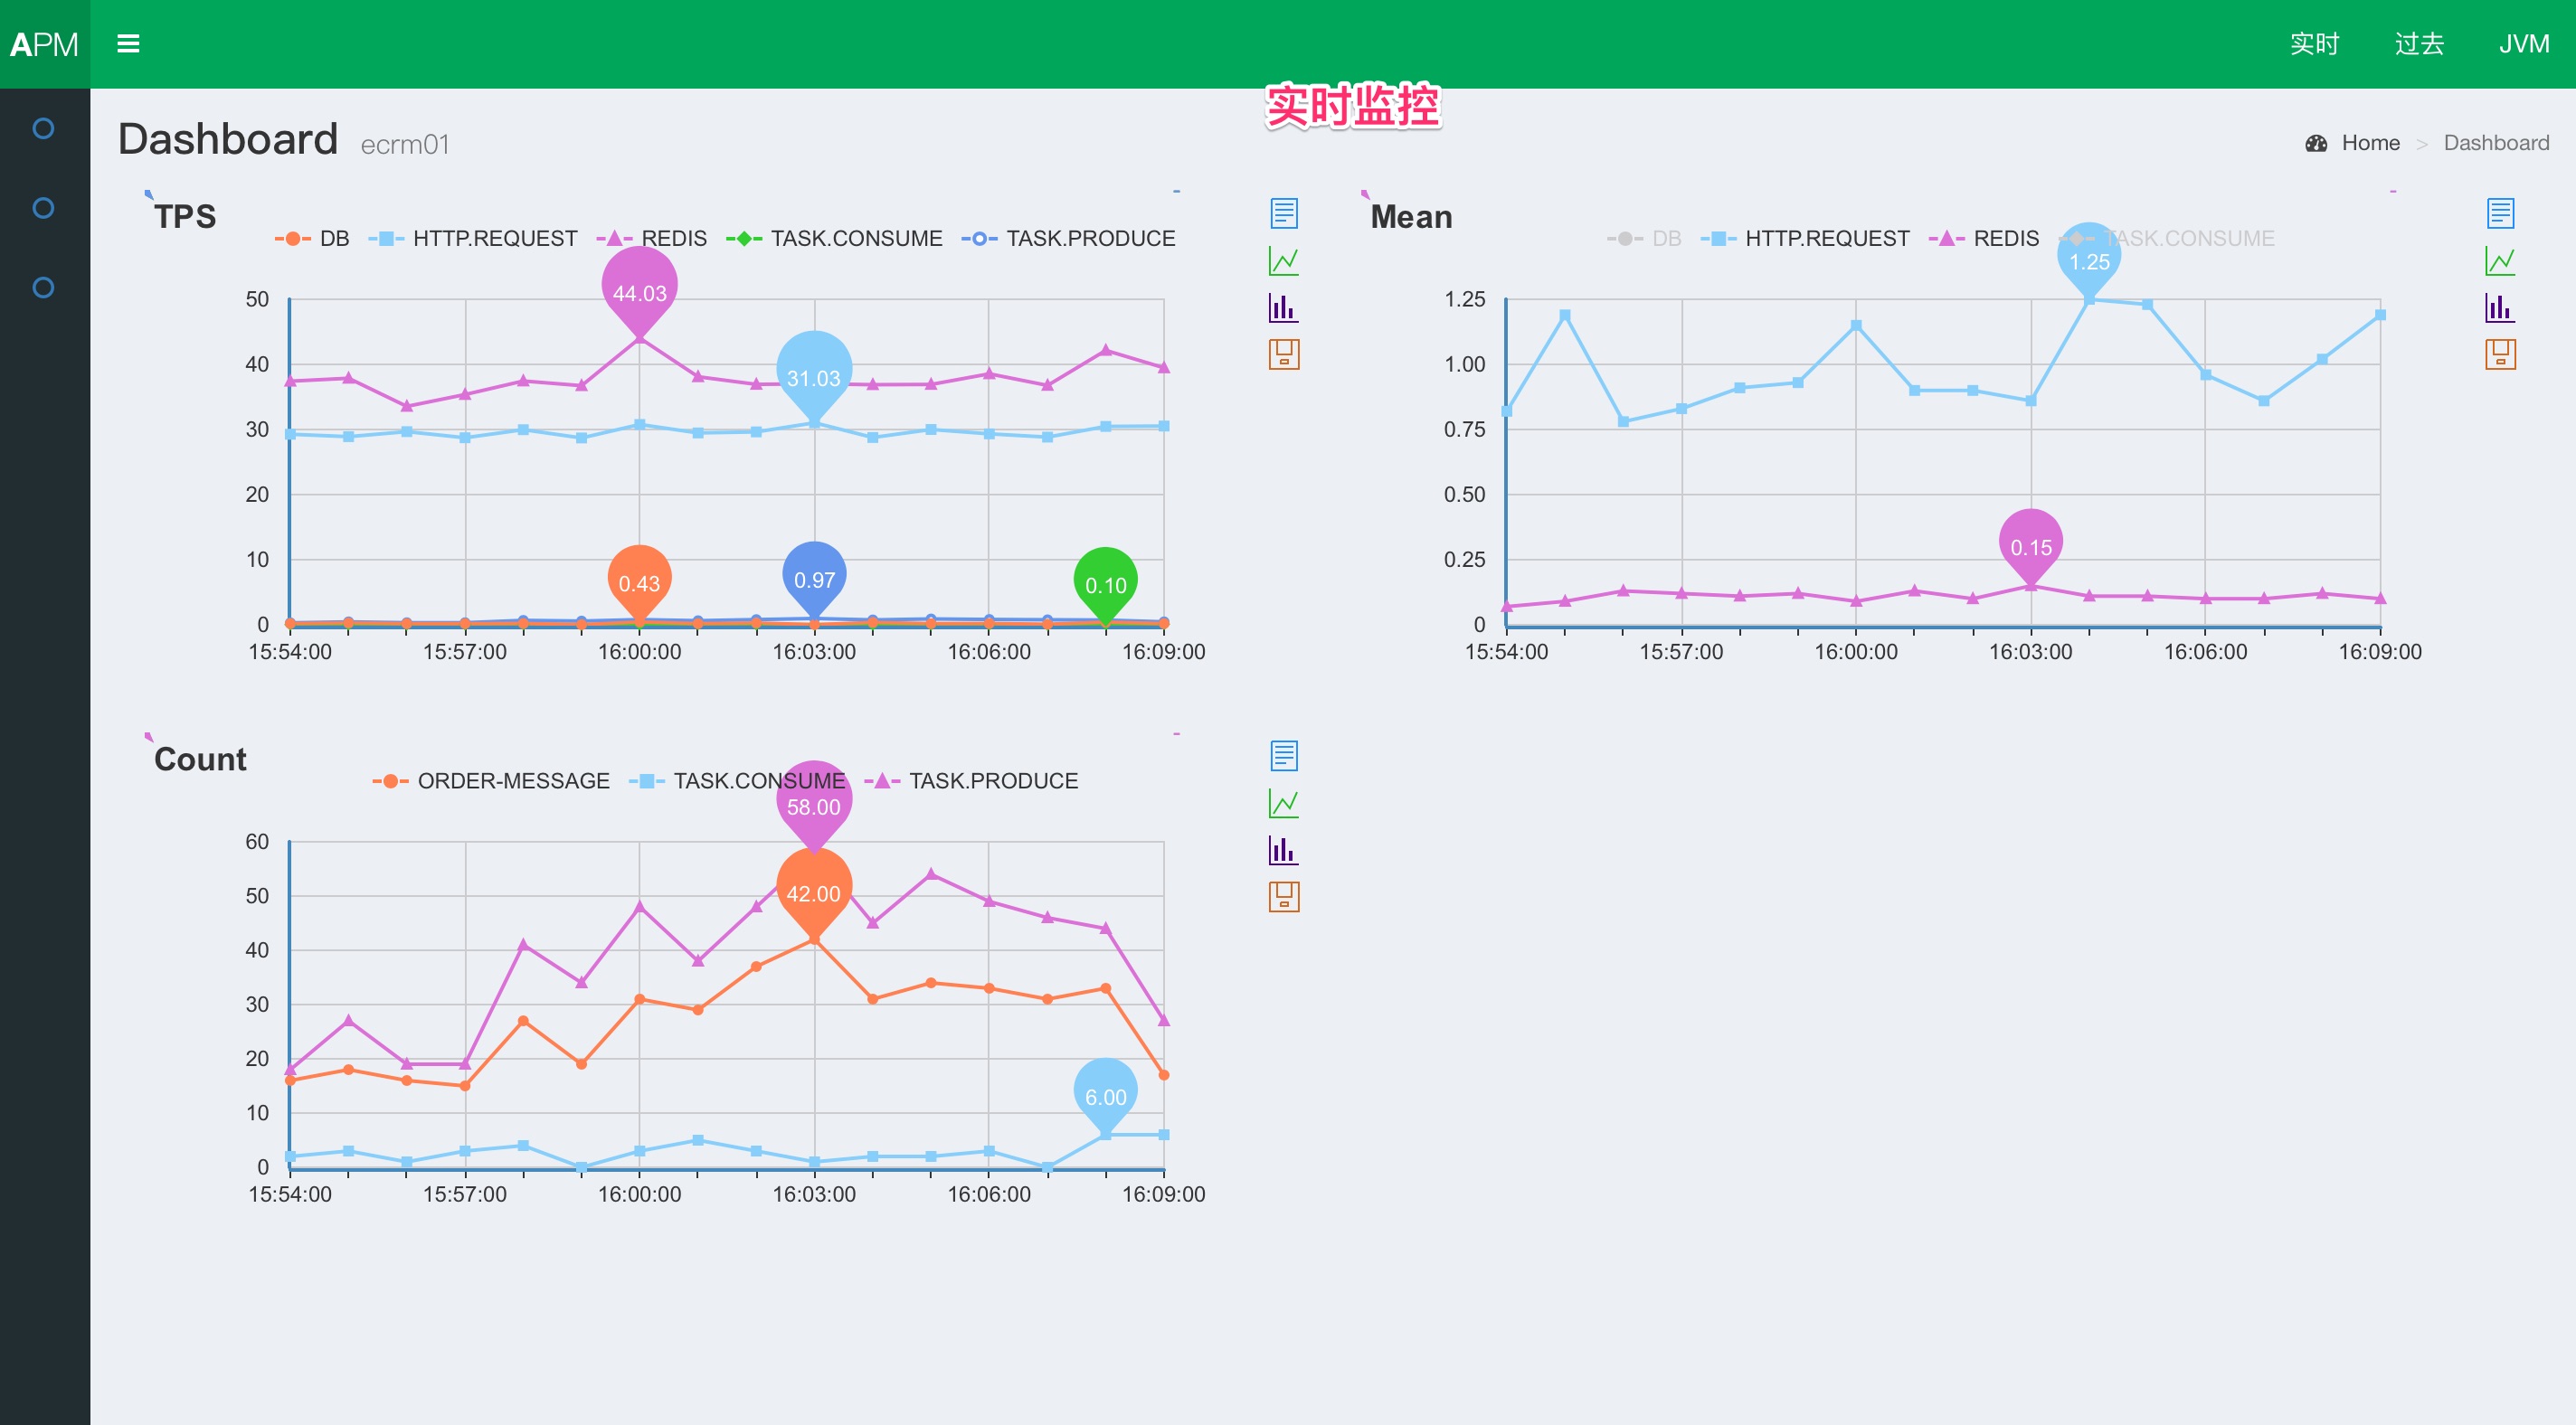 APM
实时 过去 JVM
实时监控
Dashboard ecrm01
Home > Dashboard
TPS
DB HTTP.REQUEST REDIS TASK.CONSUME TASK.PRODUCE
44.03
31.03
0.43
0.97
0.10
50
40
30
20
10
0
15:54:00 15:57:00 16:00:00 16:03:00 16:06:00 16:09:00
Mean
DB HTTP.REQUEST REDIS TASK.CONSUME
1.25
0.15
1.25
1.00
0.75
0.50
0.25
0
15:54:00 15:57:00 16:00:00 16:03:00 16:06:00 16:09:00
Count
ORDER-MESSAGE TASK.CONSUME TASK.PRODUCE
58.00
42.00
6.00
60
50
40
30
20
10
0
15:54:00 15:57:00 16:00:00 16:03:00 16:06:00 16:09:00